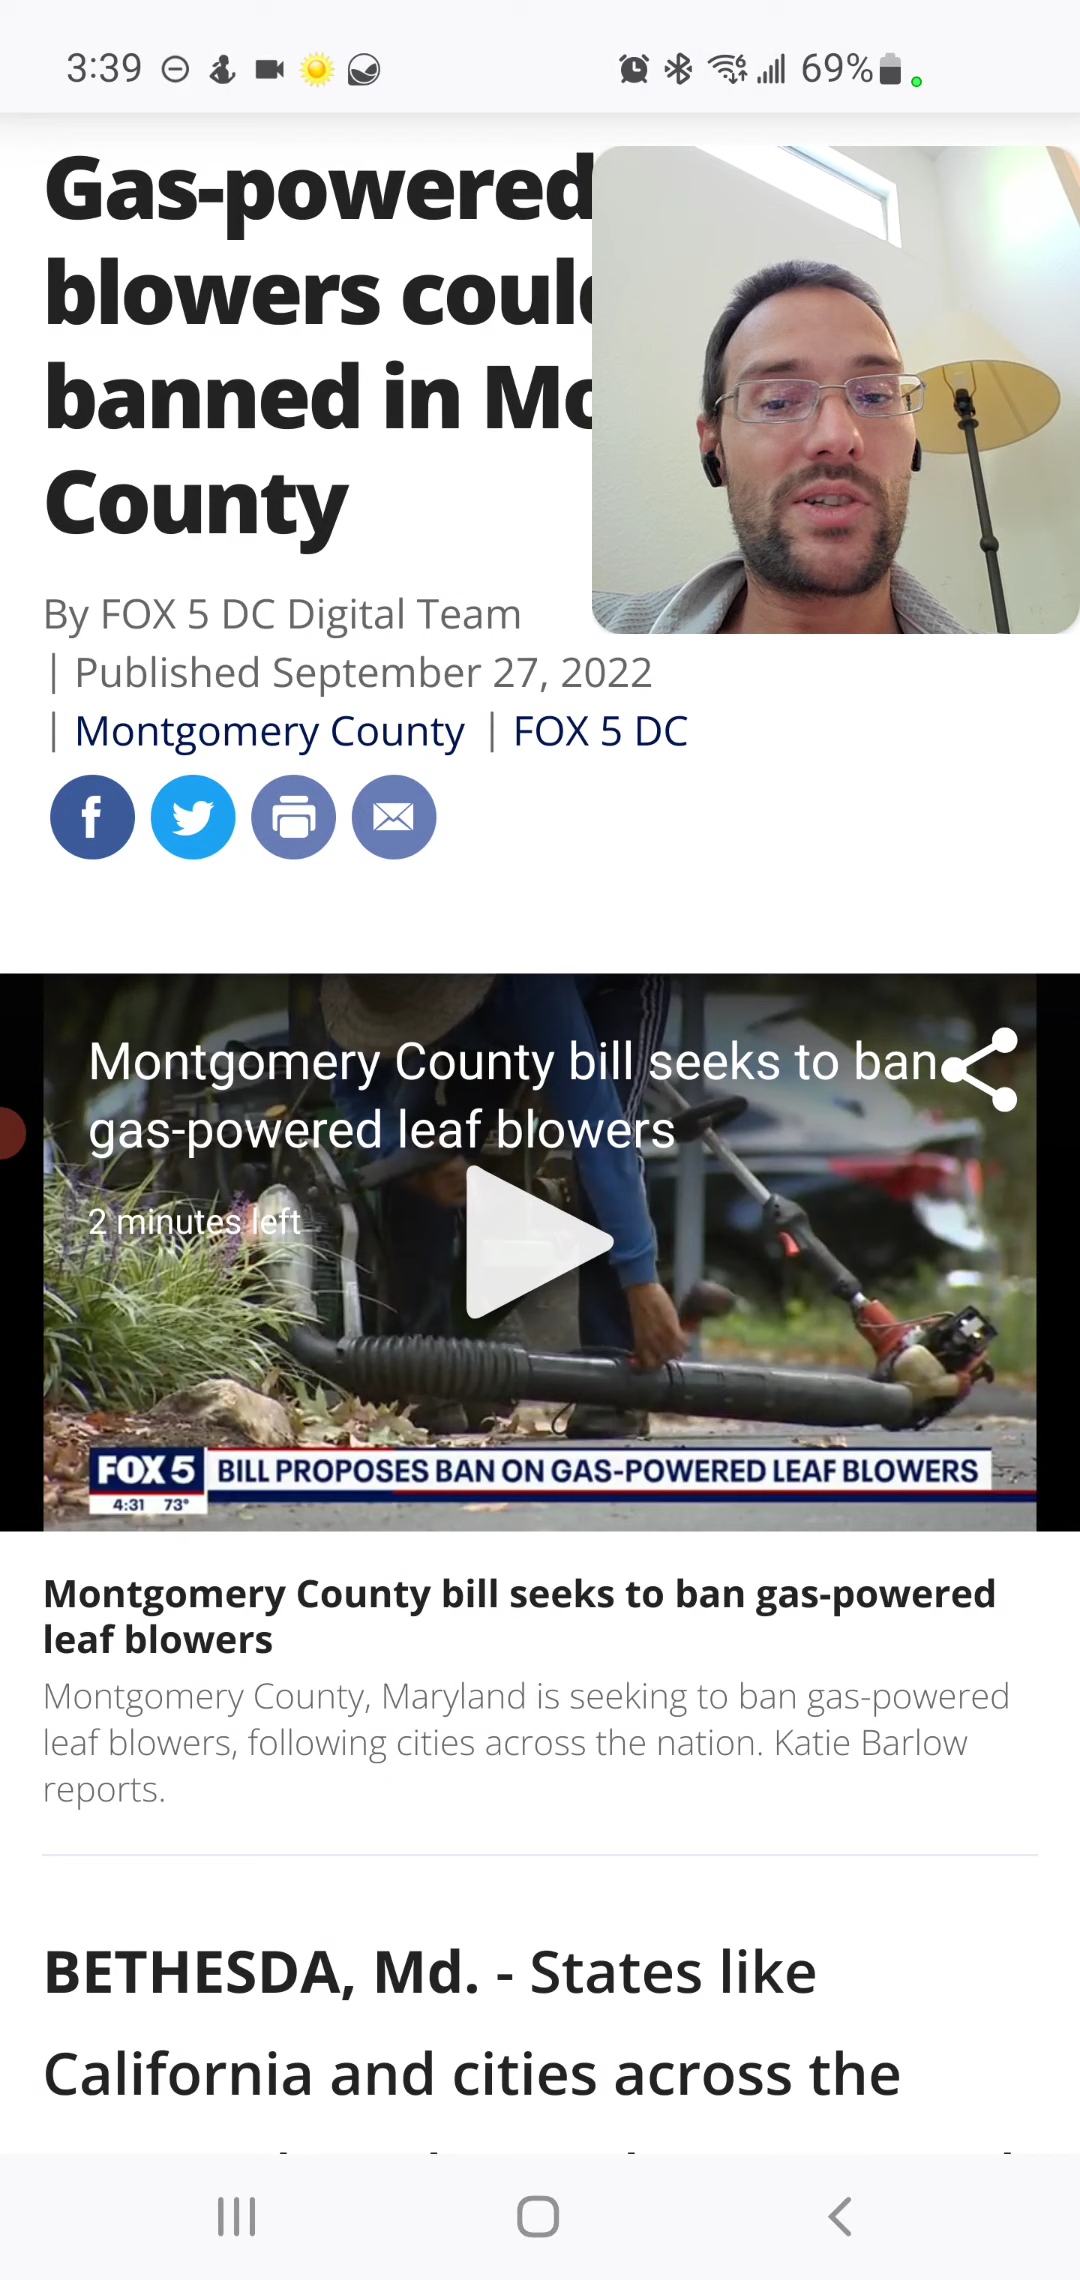 3:39
69%
Gas-powered
blowers could
banned in Mo
County
By FOX 5 DC Digital Team
| Published September 27, 2022
| Montgomery County | FOX 5 DC
f
Montgomery County bill seeks to ban
gas-powered leaf blowers
2 minutes left
FOX 5 BILL PROPOSES BAN ON GAS-POWERED LEAF BLOWERS
4:31 73°
Montgomery County bill seeks to ban gas-powered
leaf blowers
Montgomery County, Maryland is seeking to ban gas-powered
leaf blowers, following cities across the nation. Katie Barlow
reports.
BETHESDA, Md. - States like
California and cities across the